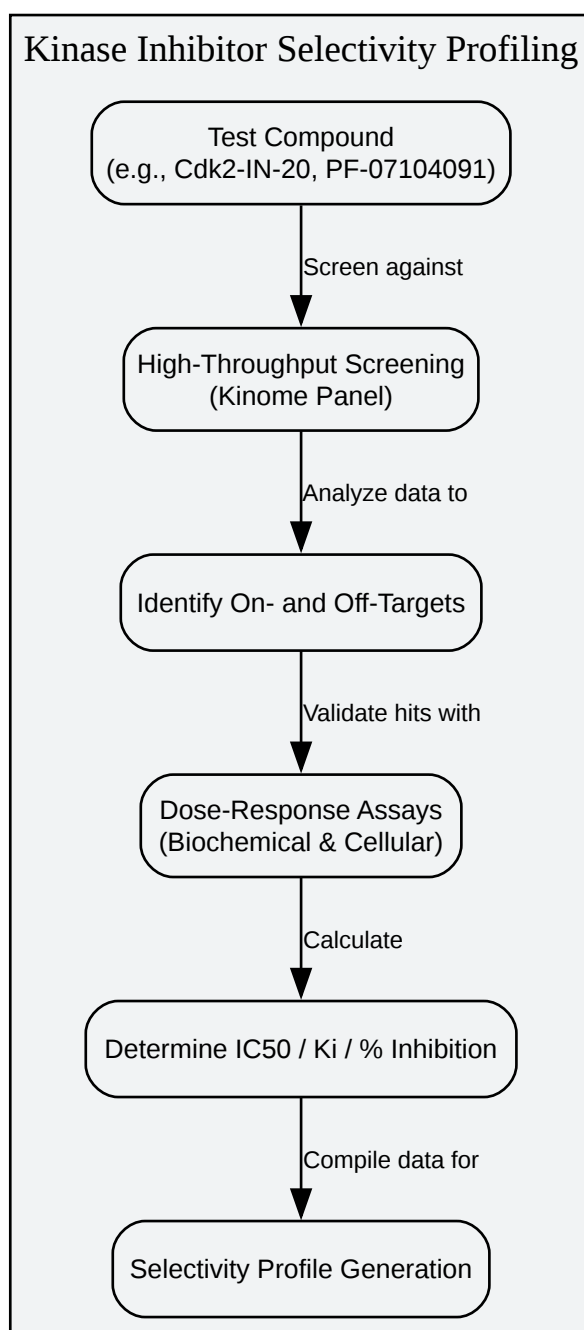 Kinase Inhibitor Selectivity Profiling
Test Compound
(e.g., Cdk2-IN-20, PF-07104091)
Screen against
High-Throughput Screening
(Kinome Panel)
Analyze data to
Identify On- and Off-Targets
Validate hits with
Dose-Response Assays
(Biochemical & Cellular)
Calculate
Determine IC50 / Ki / % Inhibition
Compile data for
Selectivity Profile Generation